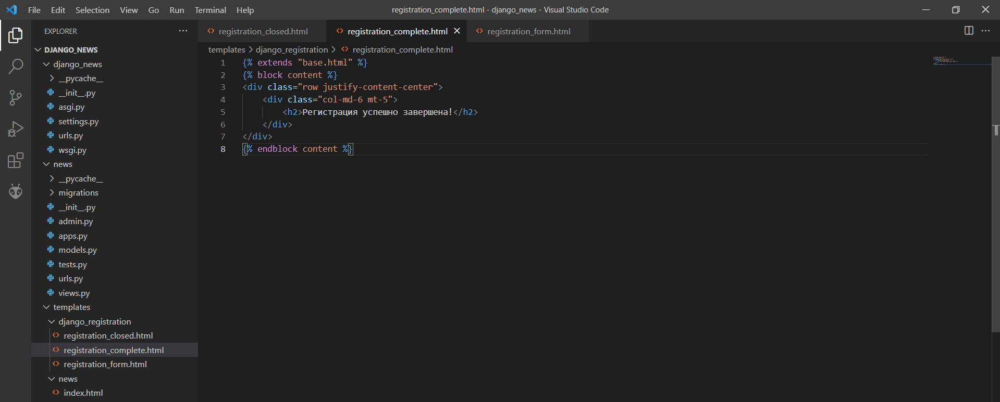 File Edit Selection View Go Run Terminal Help
registration_complete.html - django_news - Visual Studio Code
EXPLORER
DJANGO_NEWS
django_news
__pycache__
__init__.py
asgi.py
settings.py
urls.py
wsgi.py
news
__pycache__
migrations
__init__.py
admin.py
apps.py
models.py
tests.py
urls.py
views.py
templates
django_registration
registration_closed.html
registration_complete.html
registration_form.html
news
index.html
registration_closed.html registration_complete.html registration_form.html
templates > django_registration > registration_complete.html
1 {% extends "base.html" %}
2 {% block content %}
3 <div class="row justify-content-center">
4 <div class="col-md-6 mt-5">
5 <h2>Регистрация успешно завершена!</h2>
6 </div>
7 </div>
8 {% endblock content %}